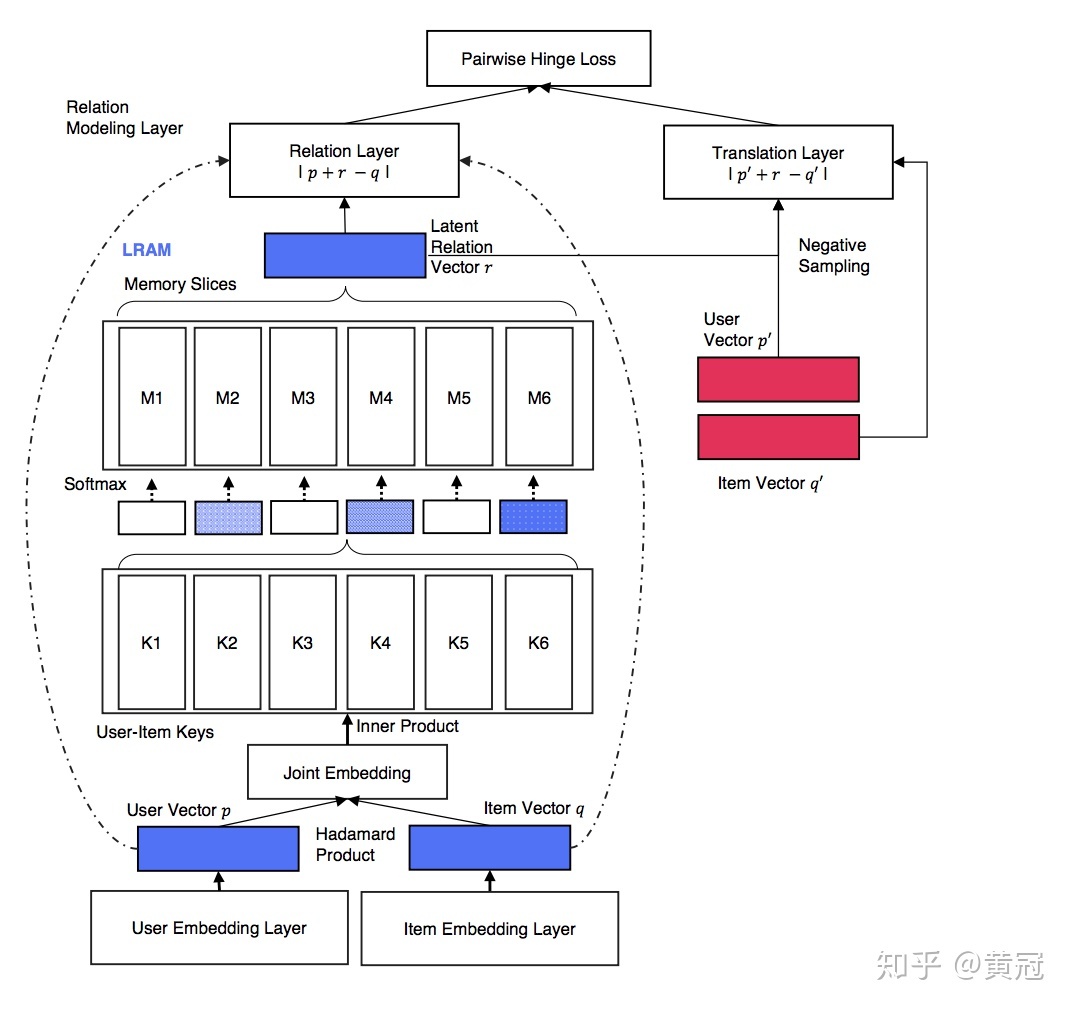 Pairwise Hinge Loss
Relation
Modeling Layer
Relation Layer
| p + r − q |
Translation Layer
| p′ + r − q′ |
LRAM
Latent
Relation
Vector r
Negative
Sampling
Memory Slices
User
Vector p′
M1 M2 M3 M4 M5 M6
Item Vector q′
Softmax
K1 K2 K3 K4 K5 K6
User-Item Keys
Inner Product
Joint Embedding
User Vector p
Item Vector q
Hadamard
Product
User Embedding Layer
Item Embedding Layer
知乎 @黄冠